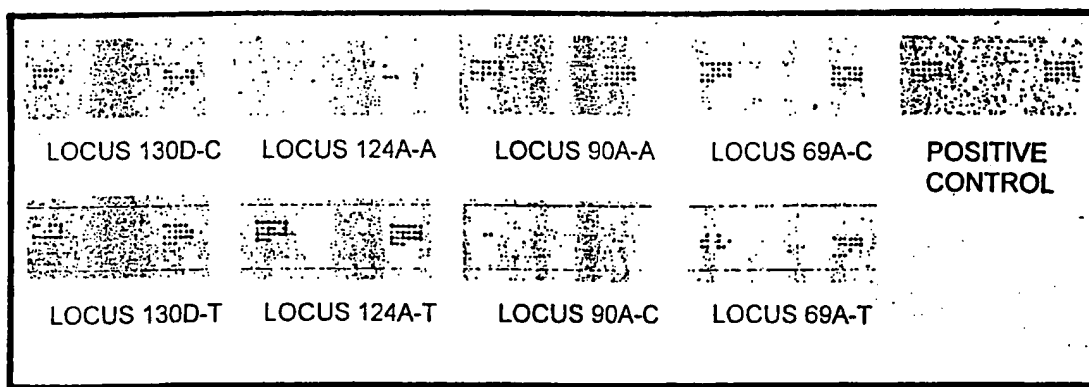 LOCUS 130D-C LOCUS 124A-A LOCUS 90A-A LOCUS 69A-C POSITIVE
CONTROL
LOCUS 130D-T LOCUS 124A-T LOCUS 90A-C LOCUS 69A-T